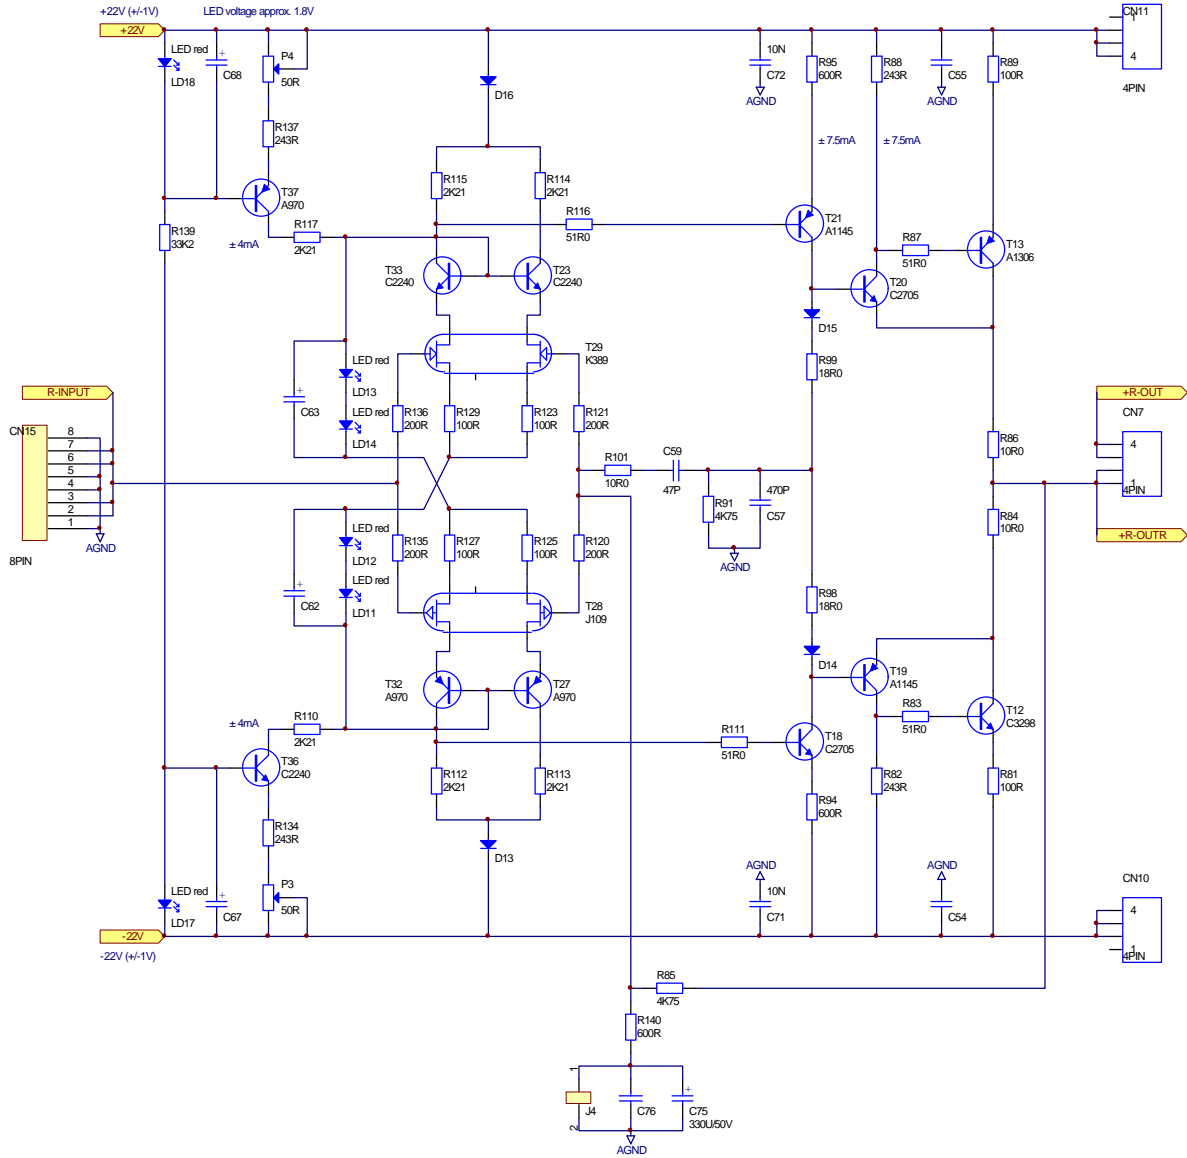 +22V (+/-1V)
LED voltage approx. 1.8V
+22V
CN11
1
4
4PIN
LED red
LD18
C68
P4
50R
D16
10N
C72
AGND
R95
600R
R88
243R
C55
AGND
R89
100R
R137
243R
± 7.5mA
± 7.5mA
R115
2K21
R114
2K21
T37
A970
R139
33K2
± 4mA
R117
2K21
R116
51R0
T21
A1145
R87
51R0
T13
A1306
T33
C2240
T23
C2240
T20
C2705
D15
R99
18R0
T29
K389
LED red
LD13
LED red
LD14
C63
R-INPUT
CN15
8
7
6
5
4
3
2
1
AGND
8PIN
R136
200R
R129
100R
R123
100R
R121
200R
+R-OUT
CN7
4
1
4PIN
+R-OUTR
R86
10R0
R84
10R0
R101
10R0
C59
47P
R91
4K75
470P
C57
AGND
LED red
LD12
LED red
LD11
C62
R135
200R
R127
100R
R125
100R
R120
200R
T28
J109
R98
18R0
D14
T19
A1145
T32
A970
T27
A970
± 4mA
R110
2K21
R111
51R0
T18
C2705
R83
51R0
T12
C3298
T36
C2240
R112
2K21
R113
2K21
R94
600R
R82
243R
R81
100R
R134
243R
D13
LED red
LD17
C67
P3
50R
AGND
10N
C71
AGND
C54
CN10
4
1
4PIN
-22V
-22V (+/-1V)
R85
4K75
R140
600R
1
J4
2
C76
C75
330U/50V
AGND